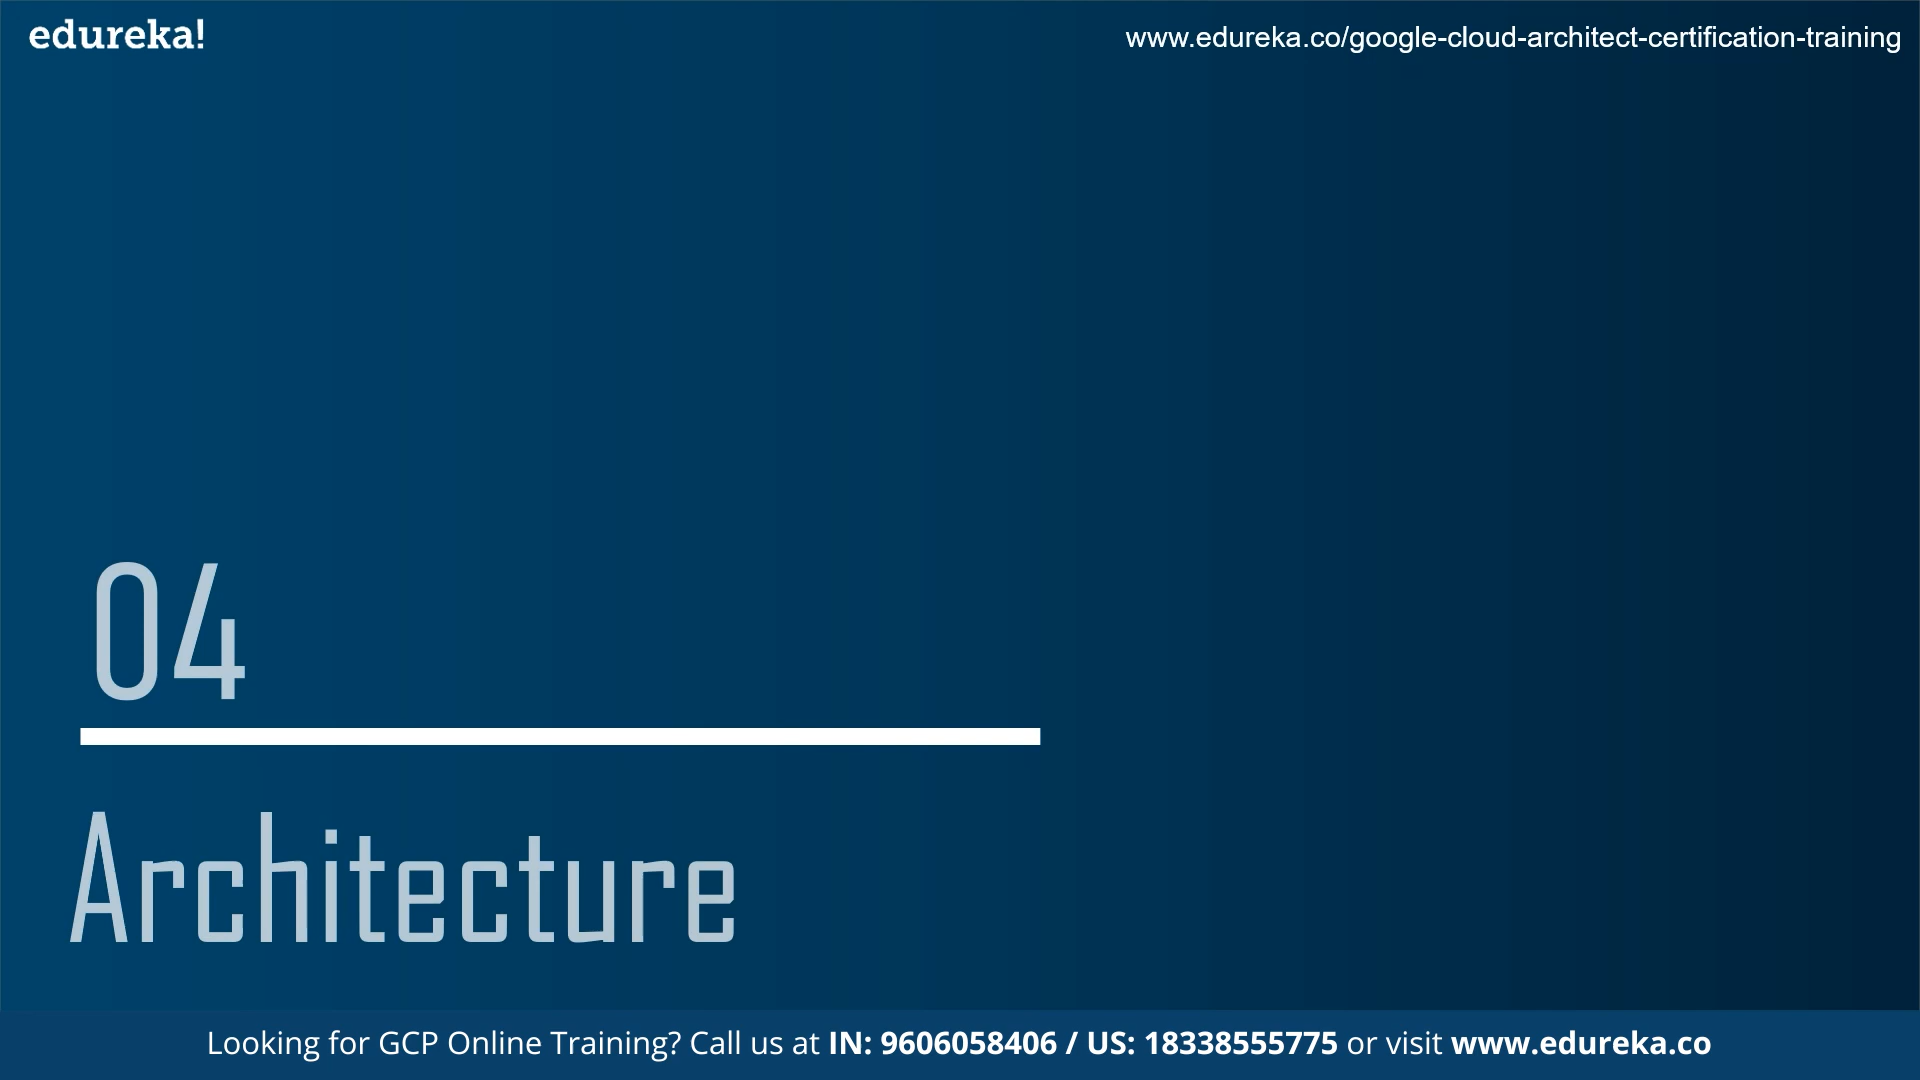 edureka!
www.edureka.co/google-cloud-architect-certification-training
04
Architecture
Looking for GCP Online Training? Call us at IN: 9606058406 / US: 18338555775 or visit www.edureka.co